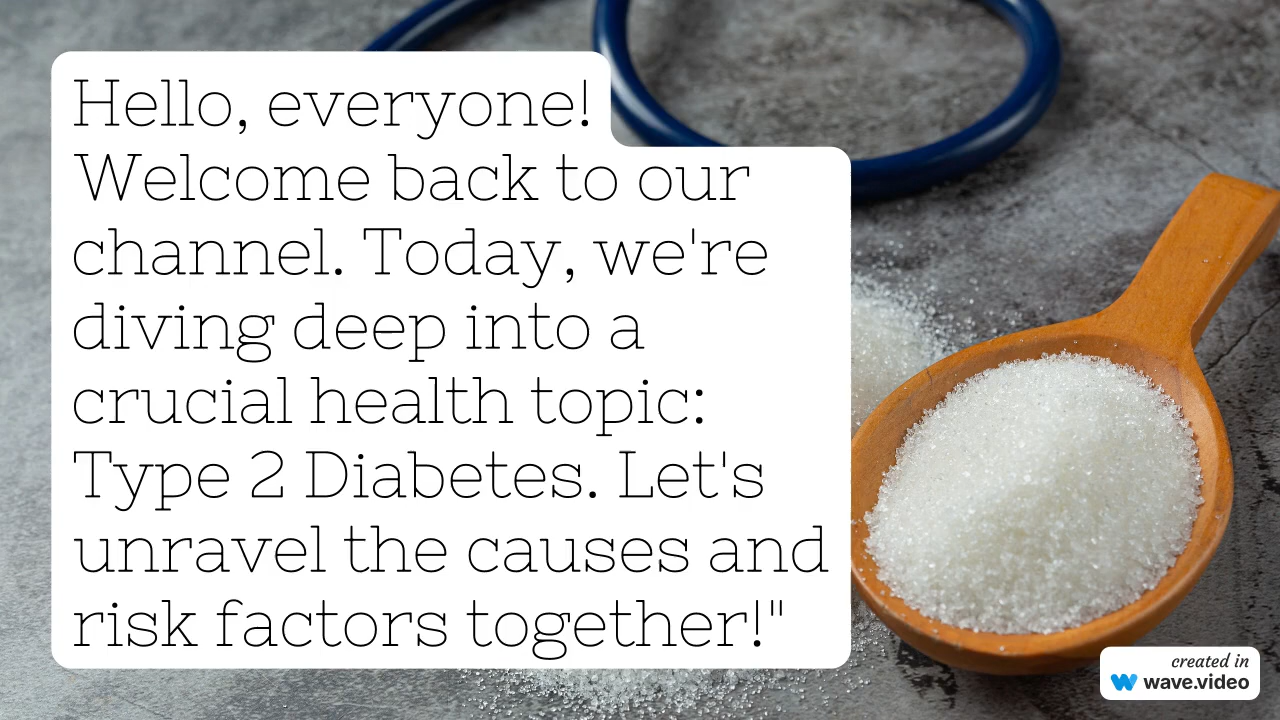 Hello, everyone!
Welcome back to our
channel. Today, we're
diving deep into a
crucial health topic:
Type 2 Diabetes. Let's
unravel the causes and
risk factors together!"
created in
wave.video